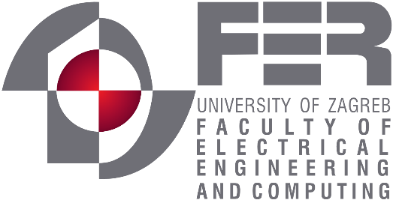 FER
UNIVERSITY OF ZAGREB
FACULTY OF
ELECTRICAL
ENGINEERING
AND COMPUTING